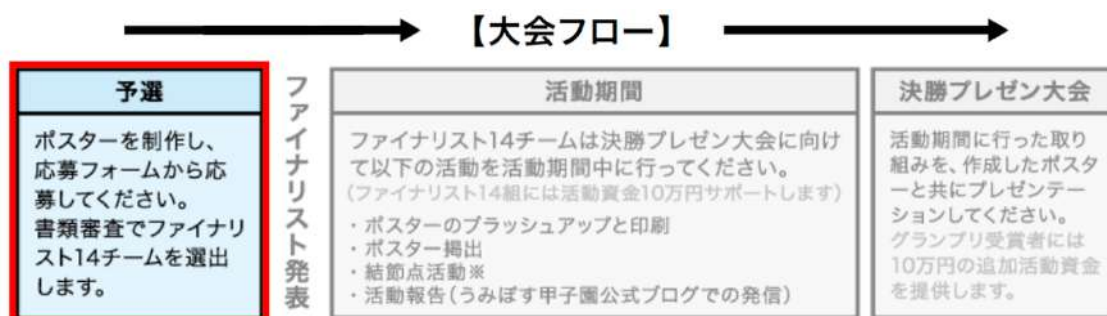 【大会フロー】
予選
ポスターを制作し、
応募フォームから応
募してください。
書類審査でファイナリ
スト14チームを選出
します。
ファイナリスト発表
活動期間
ファイナリスト14チームは決勝プレゼン大会に向け
て以下の活動を活動期間中に行ってください。
(ファイナリスト14組には活動資金10万円サポートします)
・ポスターのブラッシュアップと印刷
・ポスター掲出
・結節点活動※
・活動報告(うみぽす甲子園公式ブログでの発信)
決勝プレゼン大会
活動期間に行った取り
組みを、作成したポスタ
ーと共にプレゼンテー
ションしてください。
グランプリ受賞者には
10万円の追加活動資金
を提供します。